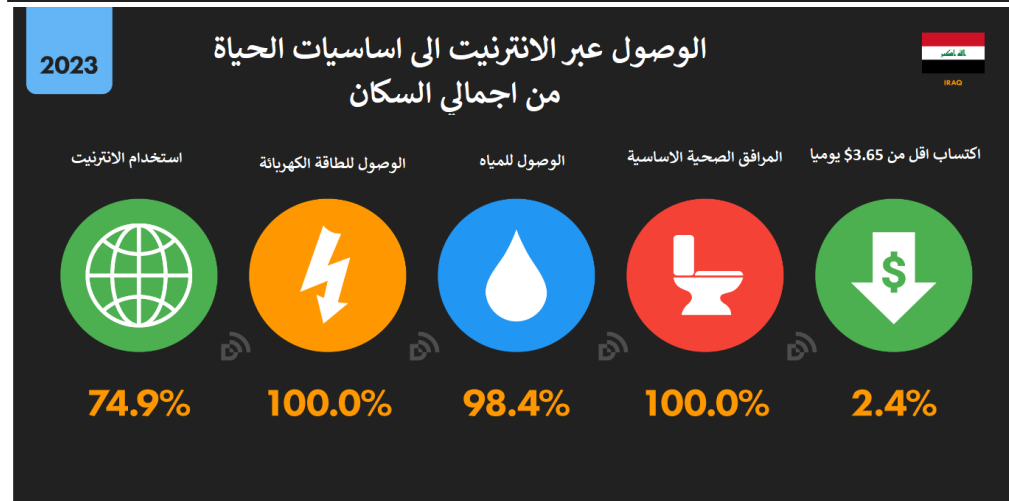 2023
الوصول عبر الانترنيت الى اساسيات الحياة
من اجمالي السكان
IRAQ
اكتساب اقل من 3.65$ يوميا
المرافق الصحية الاساسية
الوصول للمياه
الوصول للطاقة الكهربائة
استخدام الانترنيت
$
2.4%
100.0%
98.4%
100.0%
74.9%